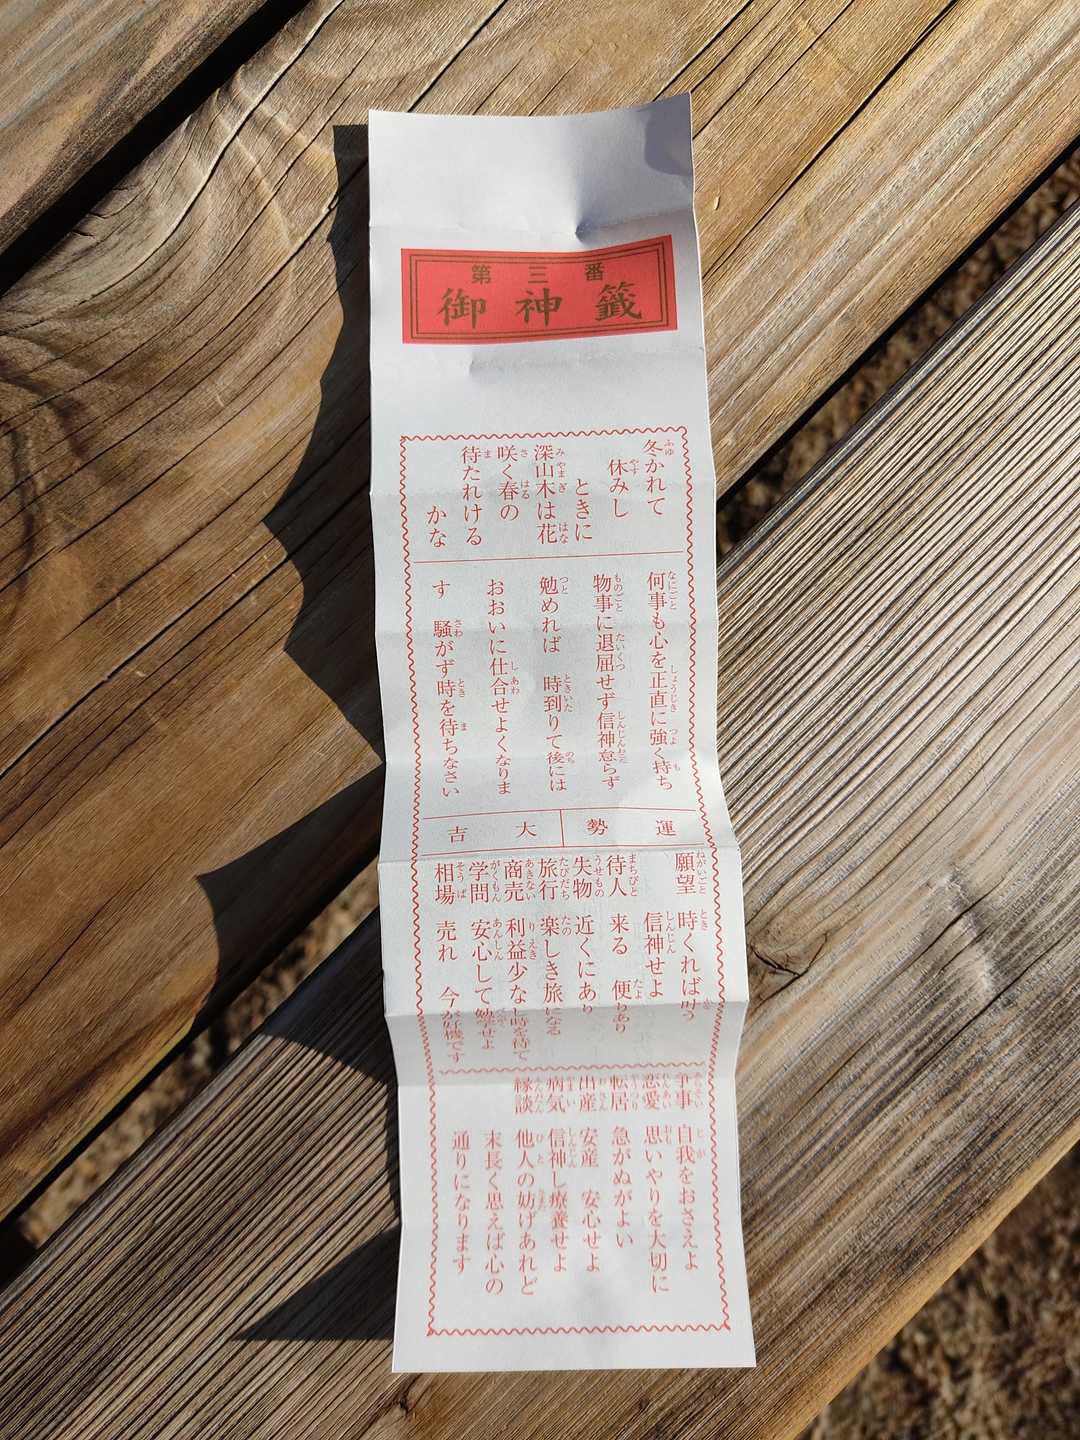 第三番
御神籤
冬かれて
休みし
ときに
深山木は花
咲く春の
待たれける
かな
何事も心を正直に強く持ち
物事に退屈せず信神怠らず
勉めれば 時到りて後には
おおいに仕合せよくなりま
す 騒がず時を待ちなさい
運勢 大吉
願望 時くれば叶う
信神せよ
待人 来る 便りあり
失物 近くにあり
旅行 楽しき旅になる
商売 利益少なし時を待て
学問 安心して勉学せよ
相場 売れ 今が好機です
争事 自我をおさえよ
恋愛 思いやりを大切に
転居 急がぬがよい
出産 安産 安心せよ
病気 信神し療養せよ
縁談 他人の妨げあれど
末長く思えば心の
通りになります